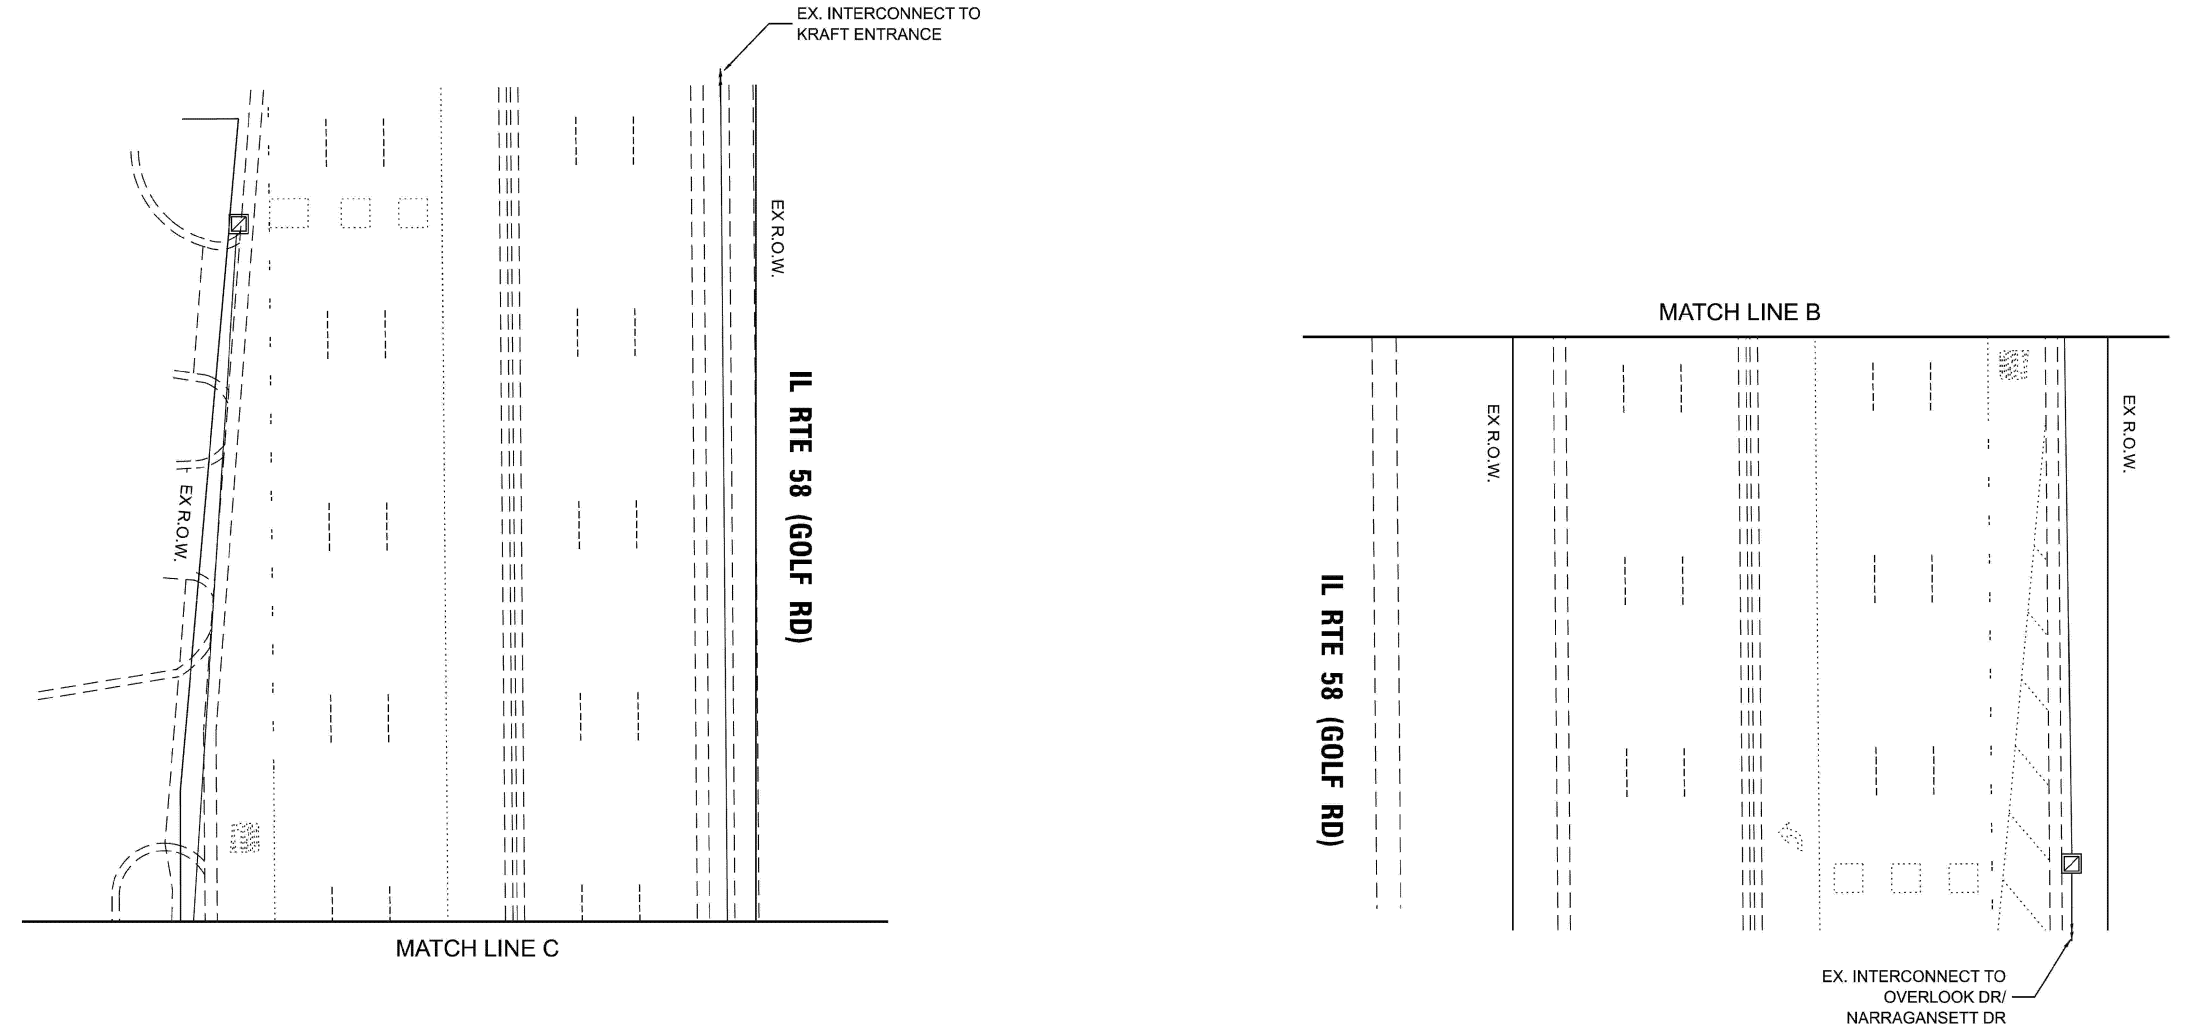 EX. INTERCONNECT TO
KRAFT ENTRANCE
EX R.O.W.
IL RTE 58 (GOLF RD)
EX R.O.W.
MATCH LINE C
MATCH LINE B
EX R.O.W.
EX R.O.W.
IL RTE 58 (GOLF RD)
EX. INTERCONNECT TO
OVERLOOK DR/
NARRAGANSETT DR